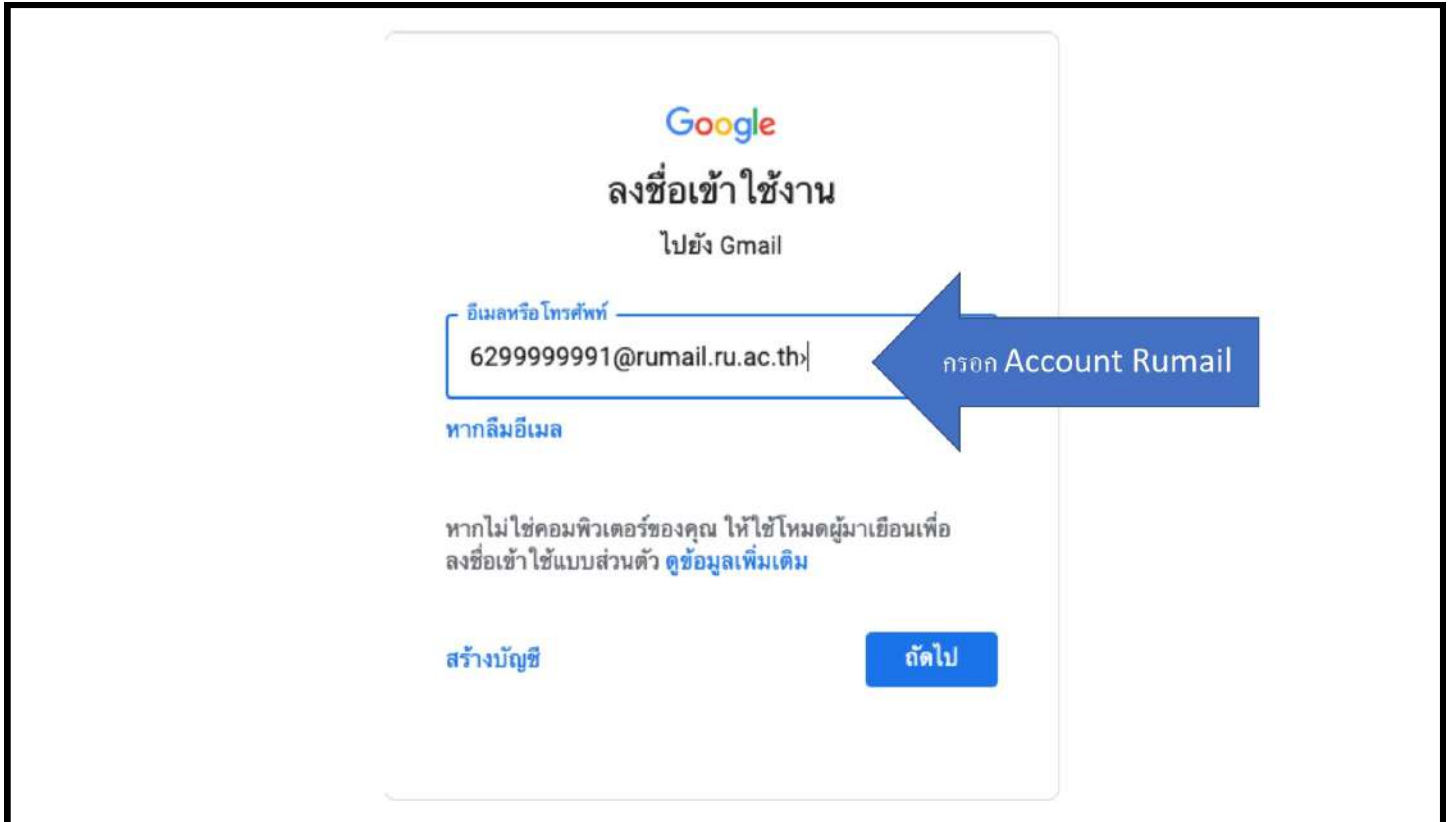 Google
ลงชื่อเข้าใช้งาน
ไปยัง Gmail
อีเมลหรือโทรศัพท์
6299999991@rumail.ru.ac.th›
กรอก Account Rumail
หากลืมอีเมล
หากไม่ใช่คอมพิวเตอร์ของคุณ ให้ใช้โหมดผู้มาเยือนเพื่อ
ลงชื่อเข้าใช้แบบส่วนตัว ดูข้อมูลเพิ่มเติม
สร้างบัญชี
ถัดไป